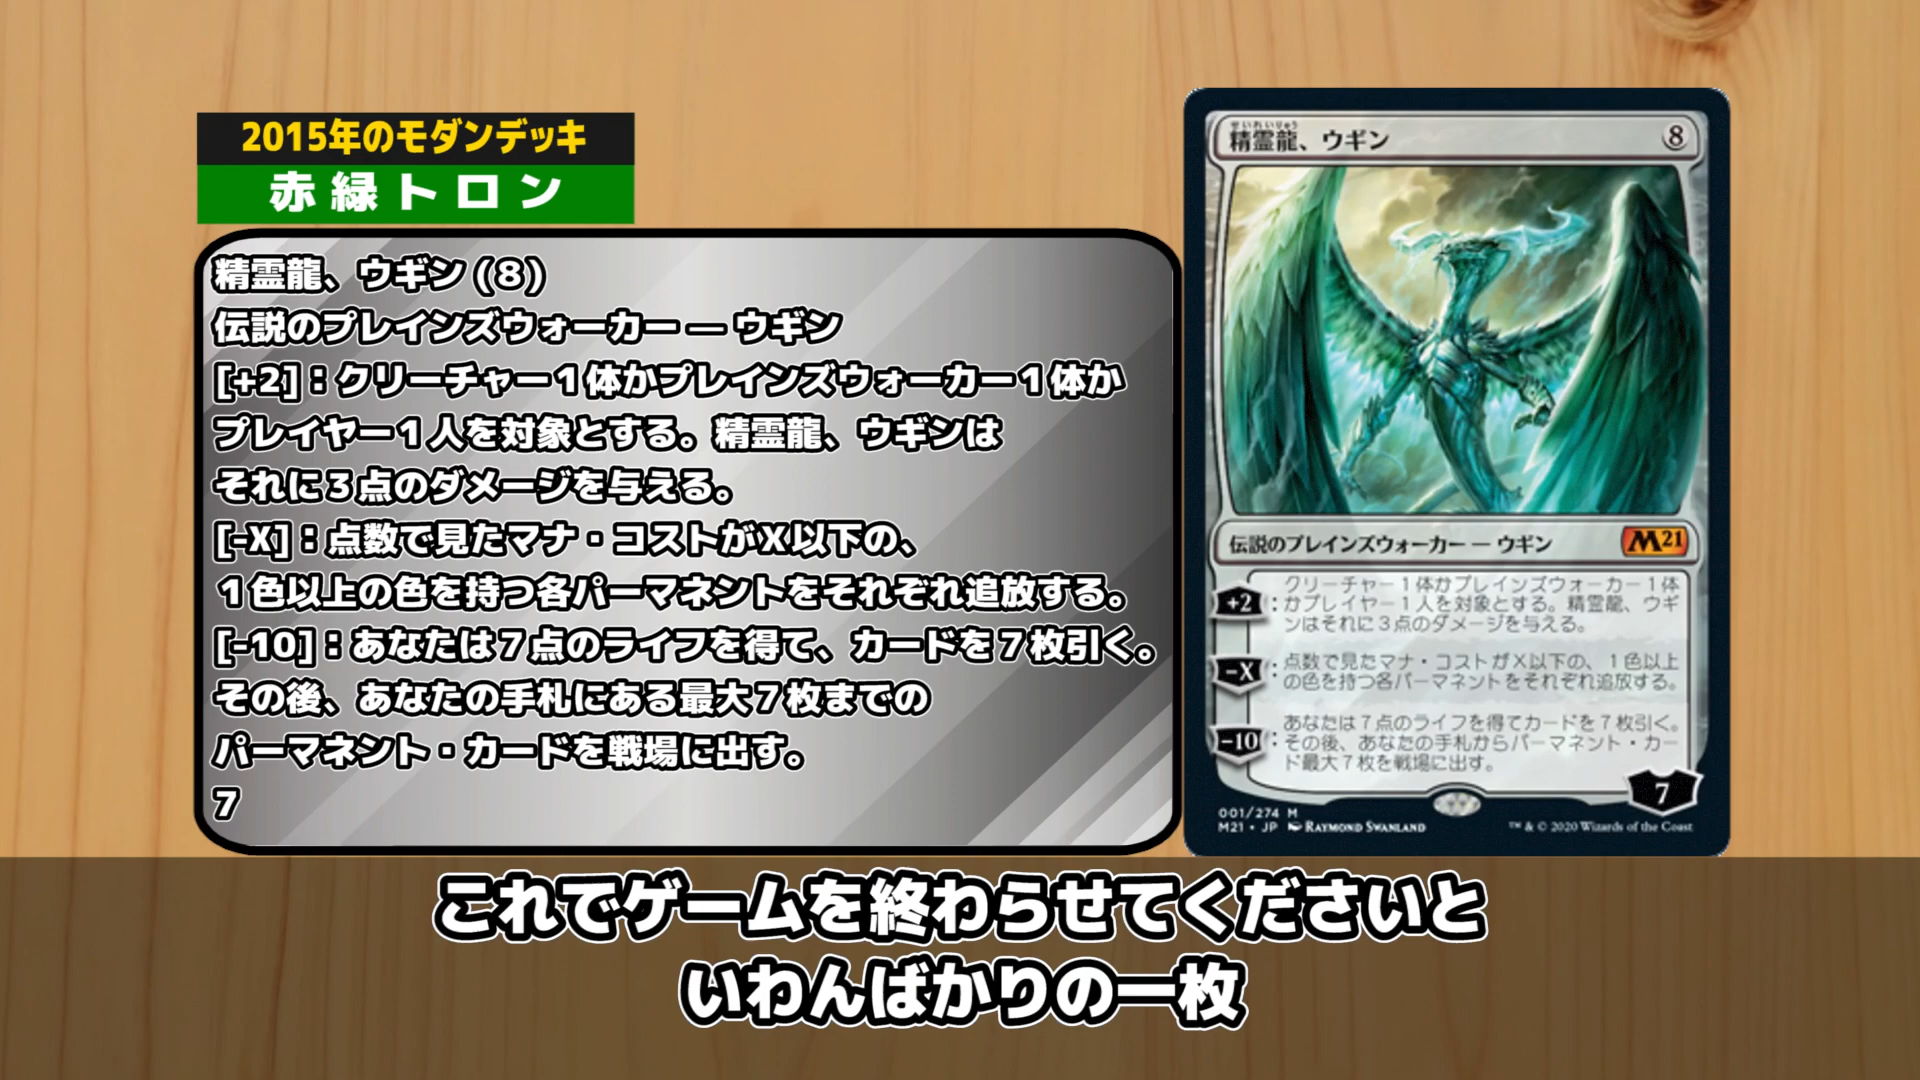 2015年のモダンデッキ
赤緑トロン
精霊龍、ウギン (８)
伝説のプレインズウォーカー ― ウギン
[+2]：クリーチャー１体かプレインズウォーカー１体か
プレイヤー１人を対象とする。精霊龍、ウギンは
それに３点のダメージを与える。
[-X]：点数で見たマナ・コストがX以下の、
１色以上の色を持つ各パーマネントをそれぞれ追放する。
[-10]：あなたは７点のライフを得て、カードを７枚引く。
その後、あなたの手札にある最大７枚までの
パーマネント・カードを戦場に出す。
7
せいれいりゅう
精霊龍、ウギン
8
伝説のプレインズウォーカー ― ウギン
M21
+2：クリーチャー１体かプレインズウォーカー１体
かプレイヤー１人を対象とする。精霊龍、ウギ
ンはそれに３点のダメージを与える。
-X：点数で見たマナ・コストがX以下の、１色以上
の色を持つ各パーマネントをそれぞれ追放する。
あなたは７点のライフを得てカードを７枚引く。
-10：その後、あなたの手札からパーマネント・カー
ド最大７枚を戦場に出す。
7
001/274 M
M21・JP RAYMOND SWANLAND
™ & © 2020 Wizards of the Coast
これでゲームを終わらせてくださいと
いわんばかりの一枚